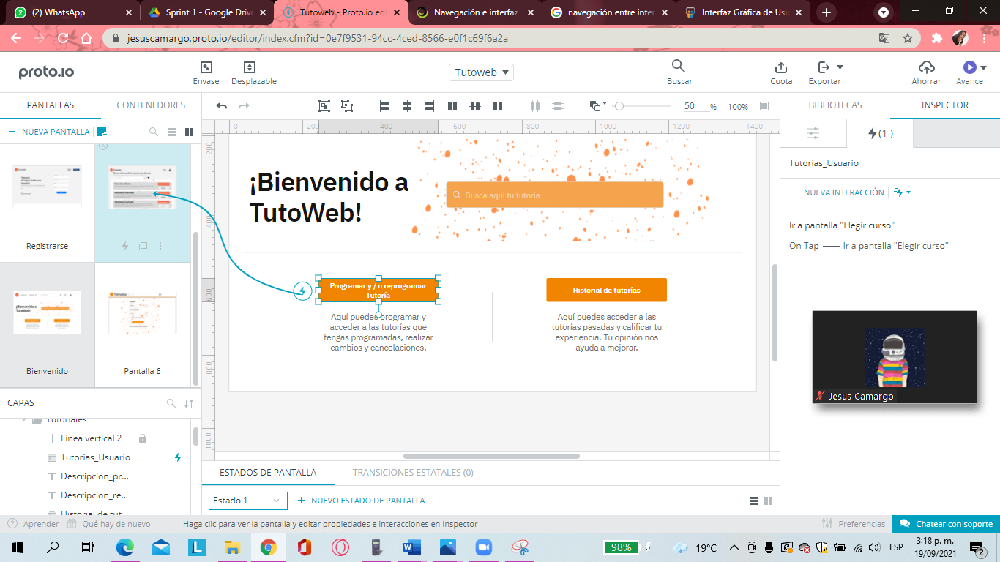 (2) WhatsApp
Sprint 1 - Google Drive
Tutoweb - Proto.io edi
Navegación e interfaz
navegación entre inter
Interfaz Gráfica de Usu
jesuscamargo.proto.io/editor/index.cfm?id=0e7f9531-94cc-4ced-8566-e0f1c69f6a2a
proto.io
Envase
Desplazable
Tutoweb
Buscar
Cuota
Exportar
Ahorrar
Avance
PANTALLAS
CONTENEDORES
50 %
100%
BIBLIOTECAS
INSPECTOR
+ NUEVA PANTALLA
0 200 400 600 800 1000 1200 1400
(1 )
Tutorias_Usuario
+ NUEVA INTERACCIÓN
Ir a pantalla "Elegir curso"
On Tap — Ir a pantalla "Elegir curso"
Registrarse
Bienvenido
Pantalla 6
200
400
600
800
1000
¡Bienvenido a
TutoWeb!
Busca aquí tu tutoría
Programar y / o reprogramar
Tutoría
Aquí puedes programar y
acceder a las tutorías que
tengas programadas, realizar
cambios y cancelaciones.
Historial de tutorías
Aquí puedes acceder a las
tutorías pasadas y calificar tu
experiencia. Tu opinión nos
ayuda a mejorar.
Jesus Camargo
CAPAS
Tutoriales
Línea vertical 2
Tutorias_Usuario
Descripcion_pr...
Descripcion_re...
Historial de tut...
ESTADOS DE PANTALLA
TRANSICIONES ESTATALES (0)
Estado 1
+ NUEVO ESTADO DE PANTALLA
Aprender
Qué hay de nuevo
Haga clic para ver la pantalla y editar propiedades e interacciones en Inspector
Preferencias
Chatear con soporte
98%
19°C
ESP
3:18 p. m.
19/09/2021
2